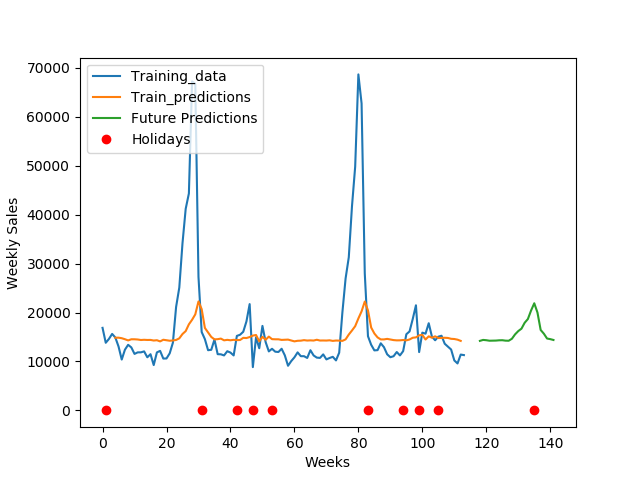 70000
60000
50000
40000
30000
20000
10000
0
Weekly Sales
Training_data
Train_predictions
Future Predictions
Holidays
0 20 40 60 80 100 120 140
Weeks